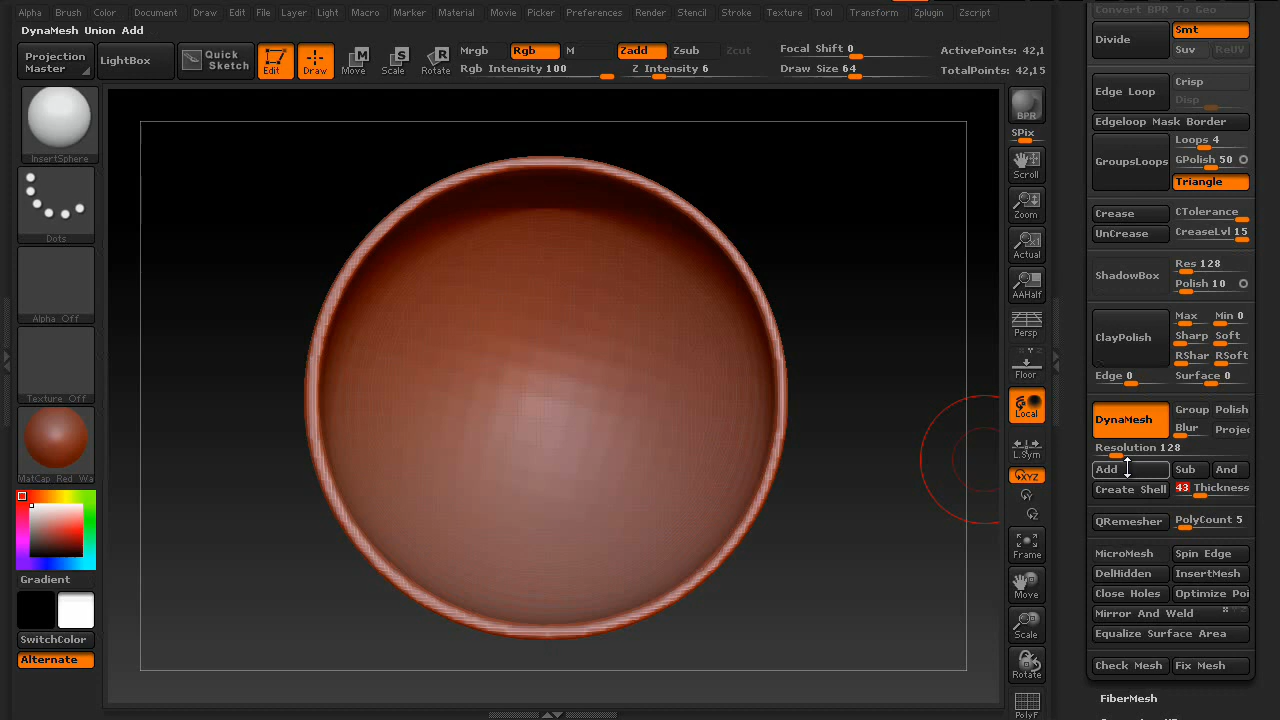 Alpha Brush Color Document Draw Edit File Layer Light Macro Marker Material Movie Picker Preferences Render Stencil Stroke Texture Tool Transform Zplugin Zscript
DynaMesh Union Add
Projection Master
LightBox
Quick Sketch
Edit
Draw
Move
Scale
Rotate
Mrgb Rgb M
Rgb Intensity 100
Zadd Zsub Zcut
Z Intensity 6
Focal Shift 0
Draw Size 64
ActivePoints: 42,1
TotalPoints: 42,15
InsertSphere
Dots
Alpha Off
Texture Off
MatCap Red Wa
Gradient
SwitchColor
Alternate
BPR
SPix
Scroll
Zoom
Actual
AAHalf
Persp
Floor
Local
L.Sym
XYZ
Frame
Move
Scale
Rotate
PolyF
Convert BPR To Geo
Divide
Smt
Suv ReUV
Edge Loop
Crisp
Disp
Edgeloop Mask Border
GroupsLoops
Loops 4
GPolish 50
Triangle
Crease
CTolerance
UnCrease
CreaseLvl 15
ShadowBox
Res 128
Polish 10
ClayPolish
Max Min 0
Sharp Soft
RShar RSoft
Edge 0 Surface 0
DynaMesh
Group Polish
Blur Projec
Resolution 128
Add Sub And
Create Shell 43 Thickness
QRemesher PolyCount 5
MicroMesh Spin Edge
DelHidden InsertMesh
Close Holes Optimize Poi
Mirror And Weld
Equalize Surface Area
Check Mesh Fix Mesh
FiberMesh